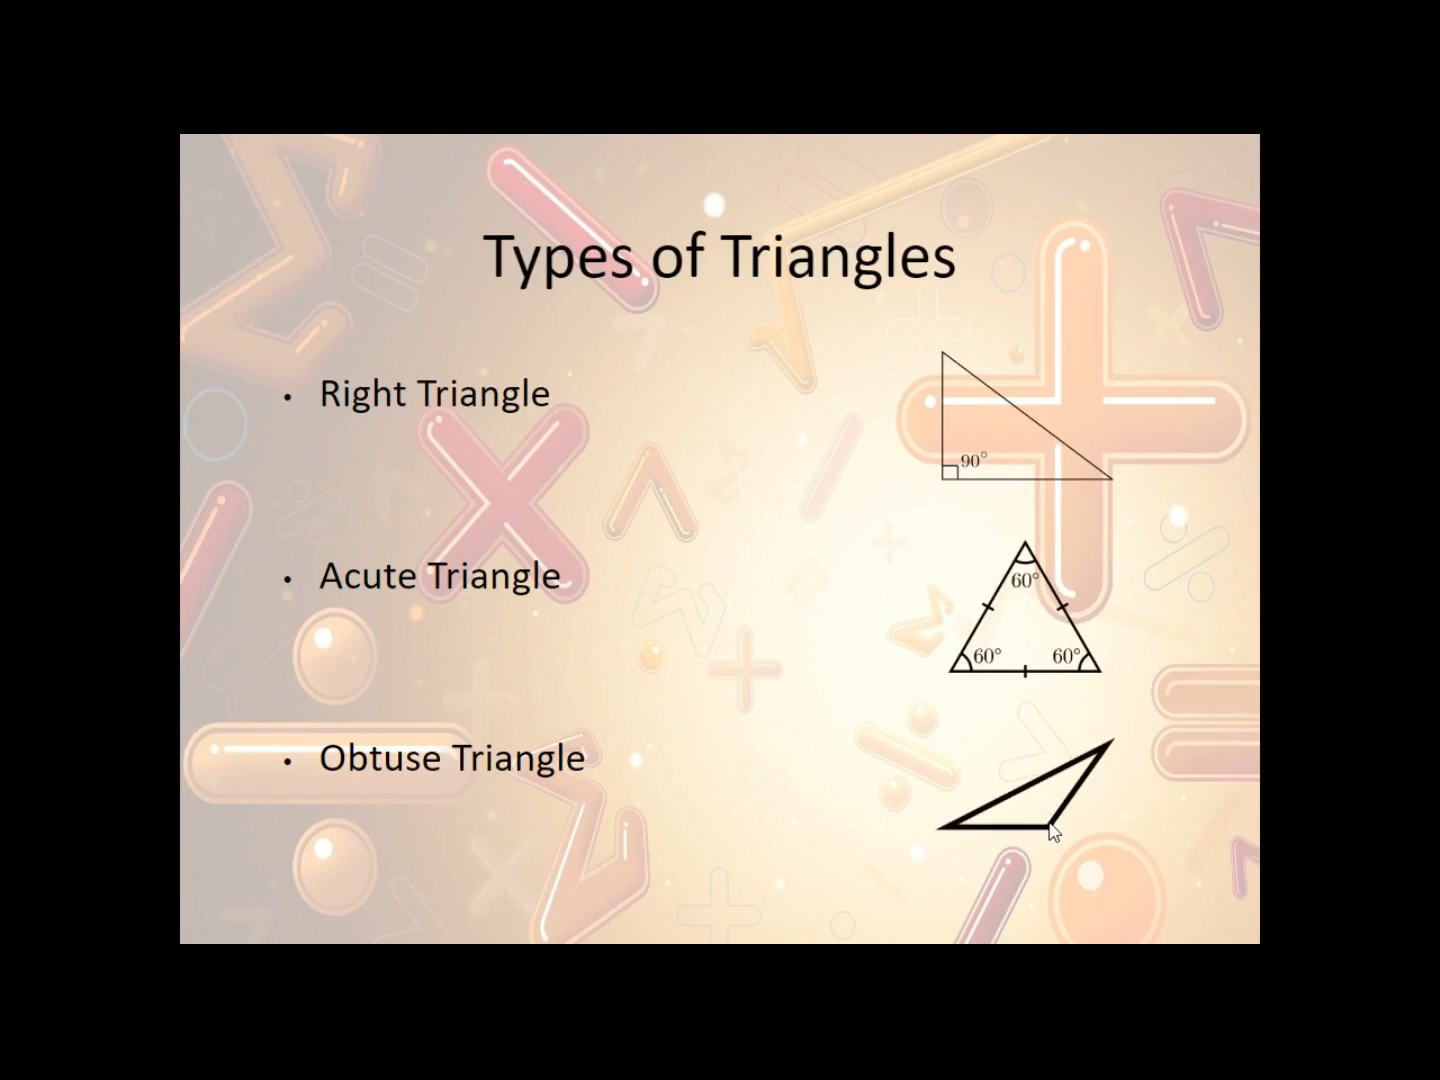 Types of Triangles
• Right Triangle
90°
• Acute Triangle
60°
60° 60°
• Obtuse Triangle